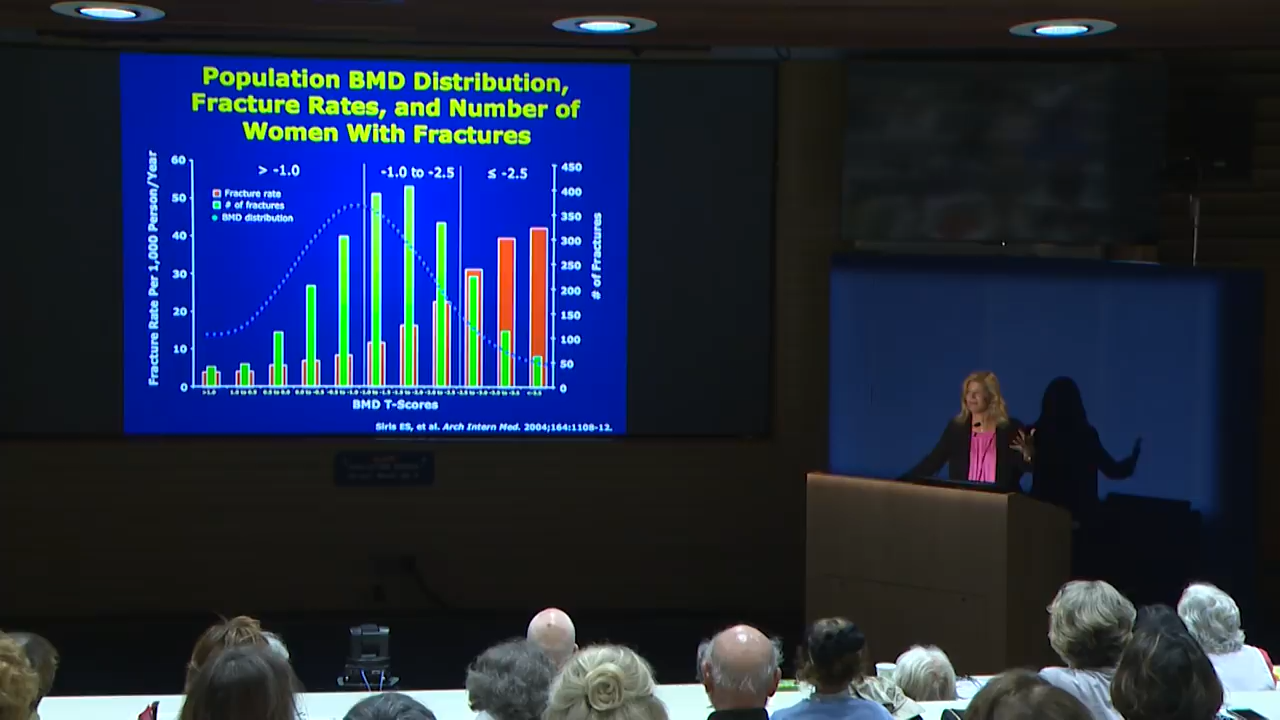 Population BMD Distribution,
Fracture Rates, and Number of
Women With Fractures
Fracture Rate Per 1,000 Person/Year
60
50
40
30
20
10
0
> -1.0
-1.0 to -2.5
≤ -2.5
Fracture rate
# of fractures
BMD distribution
450
400
350
300
250
200
150
100
50
0
# of Fractures
BMD T-Scores
Siris ES, et al. Arch Intern Med. 2004;164:1108-12.